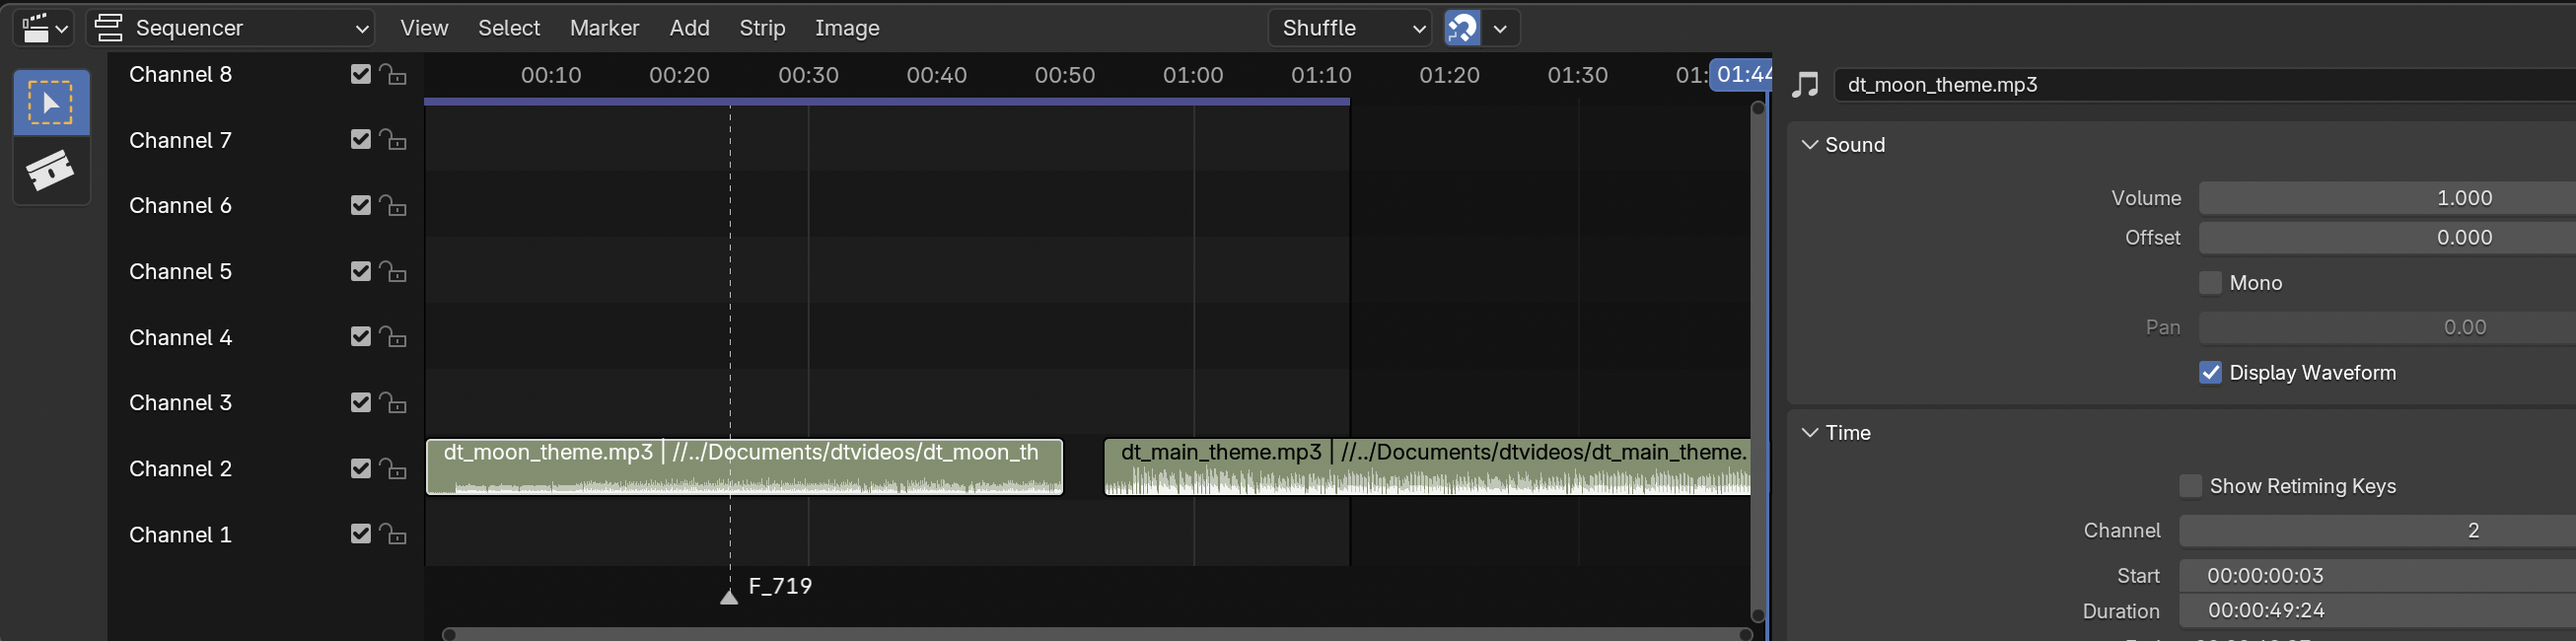 Sequencer View Select Marker Add Strip Image Shuffle
Channel 8
Channel 7
Channel 6
Channel 5
Channel 4
Channel 3
Channel 2
Channel 1
00:10 00:20 00:30 00:40 00:50 01:00 01:10 01:20 01:30 01: 01:44
dt_moon_theme.mp3 | //../Documents/dtvideos/dt_moon_th
dt_main_theme.mp3 | //../Documents/dtvideos/dt_main_theme.
F_719
dt_moon_theme.mp3
Sound
Volume 1.000
Offset 0.000
Mono
Pan 0.00
Display Waveform
Time
Show Retiming Keys
Channel 2
Start 00:00:00:03
Duration 00:00:49:24